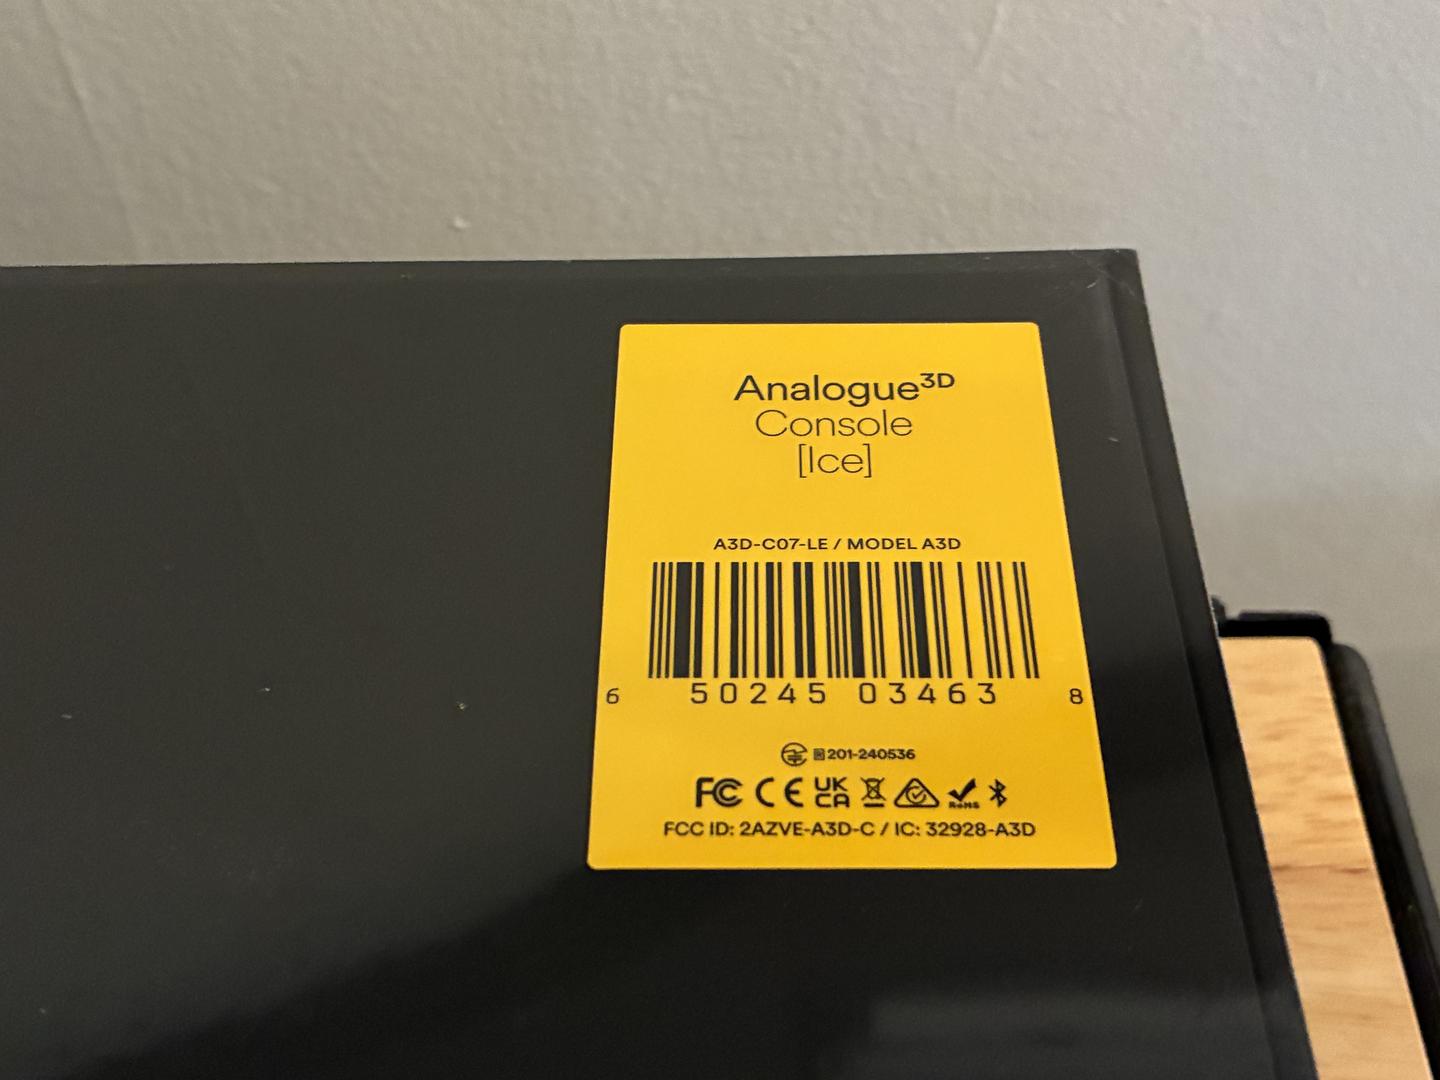 Analogue3D
Console
[Ice]
A3D-C07-LE / MODEL A3D
6 50245 03463 8
R 201-240536
FC CE UK CA RoHS
FCC ID: 2AZVE-A3D-C / IC: 32928-A3D